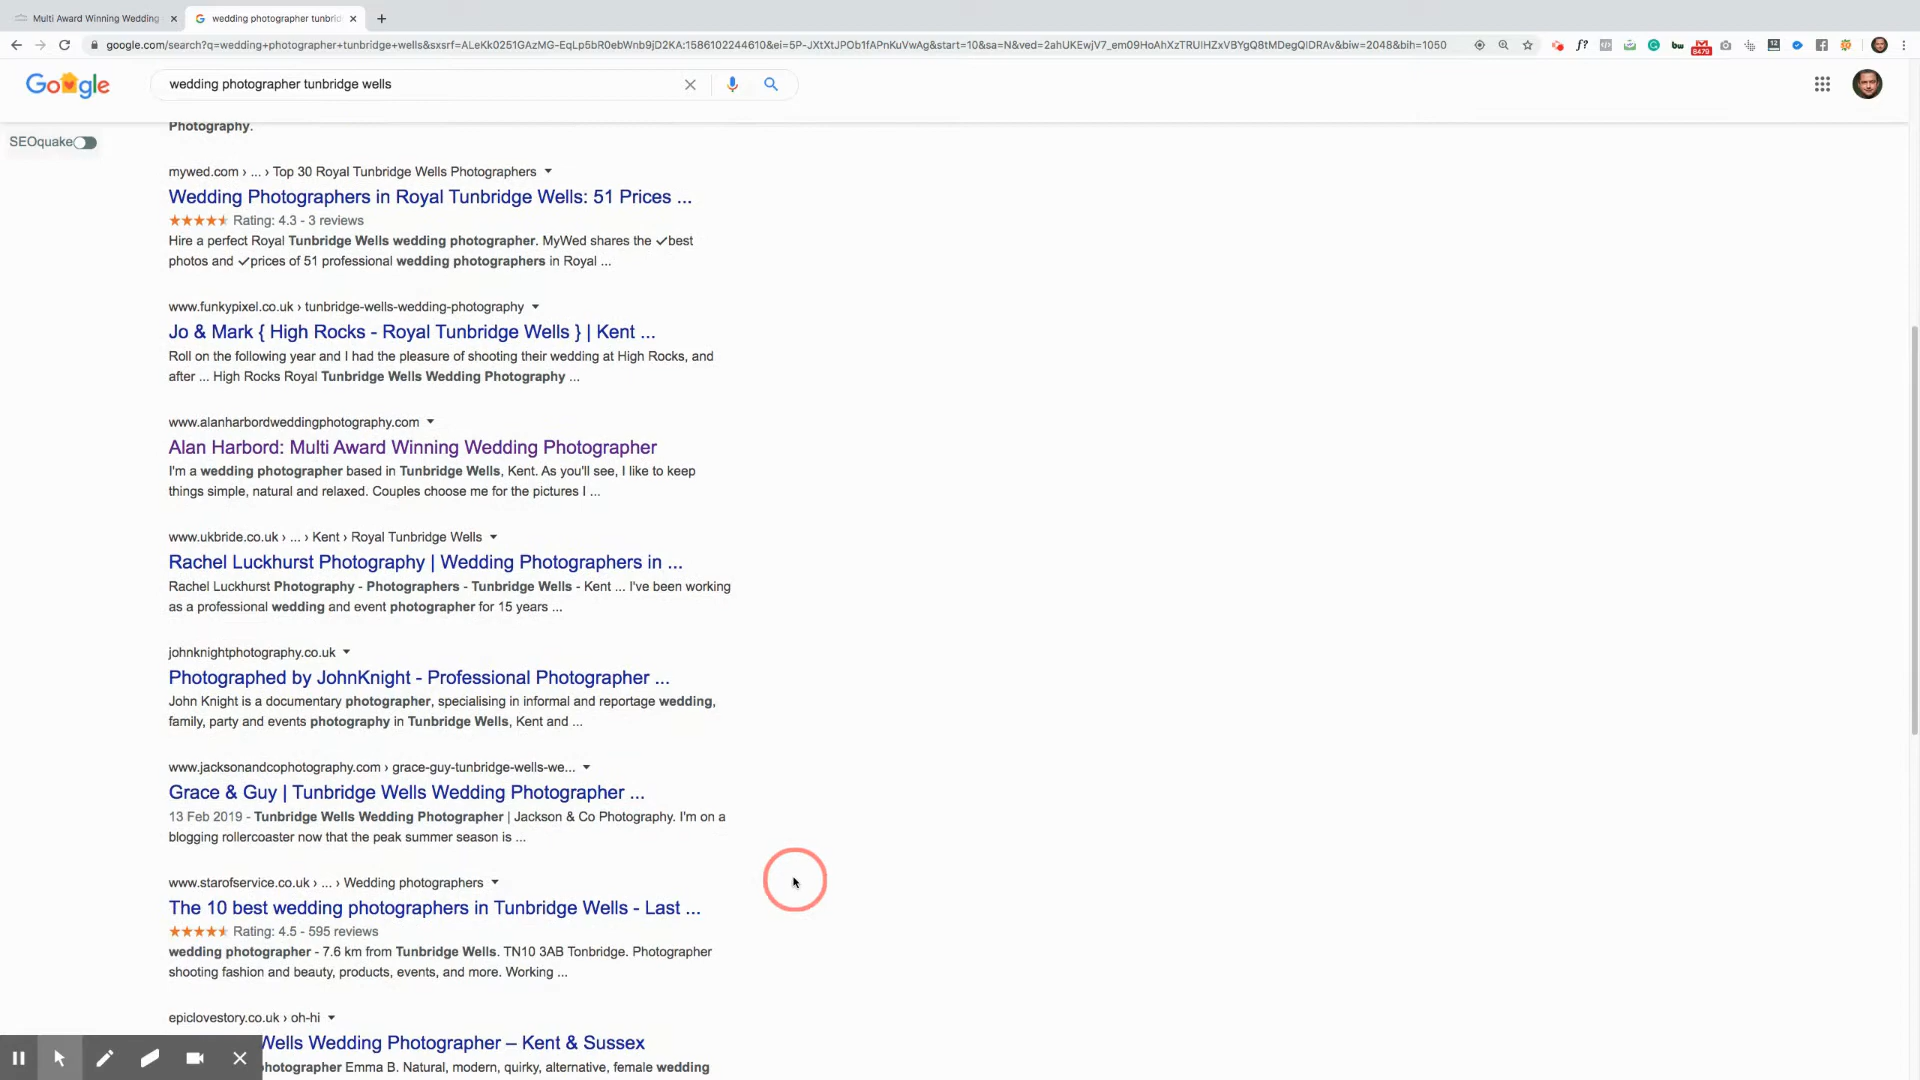 Multi Award Winning Wedding
wedding photographer tunbrid
google.com/search?q=wedding+photographer+tunbridge+wells&sxsrf=ALeKk0251GAzMG-EqLp5bR0ebWnb9jD2KA:1586102244610&ei=5P-JXtXtJPOb1fAPnKuVwAg&start=10&sa=N&ved=2ahUKEwjV7_em09HoAhXzTRUIHZxVBYgQ8tMDegQIDRAv&biw=2048&bih=1050
8479
Google
wedding photographer tunbridge wells
SEOquake
Photography.
mywed.com › ... › Top 30 Royal Tunbridge Wells Photographers
Wedding Photographers in Royal Tunbridge Wells: 51 Prices ...
Rating: 4.3 - 3 reviews
Hire a perfect Royal Tunbridge Wells wedding photographer. MyWed shares the ✓best
photos and ✓prices of 51 professional wedding photographers in Royal ...
www.funkypixel.co.uk › tunbridge-wells-wedding-photography
Jo & Mark { High Rocks - Royal Tunbridge Wells } | Kent ...
Roll on the following year and I had the pleasure of shooting their wedding at High Rocks, and
after ... High Rocks Royal Tunbridge Wells Wedding Photography ...
www.alanharbordweddingphotography.com
Alan Harbord: Multi Award Winning Wedding Photographer
I'm a wedding photographer based in Tunbridge Wells, Kent. As you'll see, I like to keep
things simple, natural and relaxed. Couples choose me for the pictures I ...
www.ukbride.co.uk › ... › Kent › Royal Tunbridge Wells
Rachel Luckhurst Photography | Wedding Photographers in ...
Rachel Luckhurst Photography - Photographers - Tunbridge Wells - Kent ... I've been working
as a professional wedding and event photographer for 15 years ...
johnknightphotography.co.uk
Photographed by JohnKnight - Professional Photographer ...
John Knight is a documentary photographer, specialising in informal and reportage wedding,
family, party and events photography in Tunbridge Wells, Kent and ...
www.jacksonandcophotography.com › grace-guy-tunbridge-wells-we...
Grace & Guy | Tunbridge Wells Wedding Photographer ...
13 Feb 2019 - Tunbridge Wells Wedding Photographer | Jackson & Co Photography. I'm on a
blogging rollercoaster now that the peak summer season is ...
www.starofservice.co.uk › ... › Wedding photographers
The 10 best wedding photographers in Tunbridge Wells - Last ...
Rating: 4.5 - 595 reviews
wedding photographer - 7.6 km from Tunbridge Wells. TN10 3AB Tonbridge. Photographer
shooting fashion and beauty, products, events, and more. Working ...
epiclovestory.co.uk › oh-hi
Wells Wedding Photographer – Kent & Sussex
hotographer Emma B. Natural, modern, quirky, alternative, female wedding